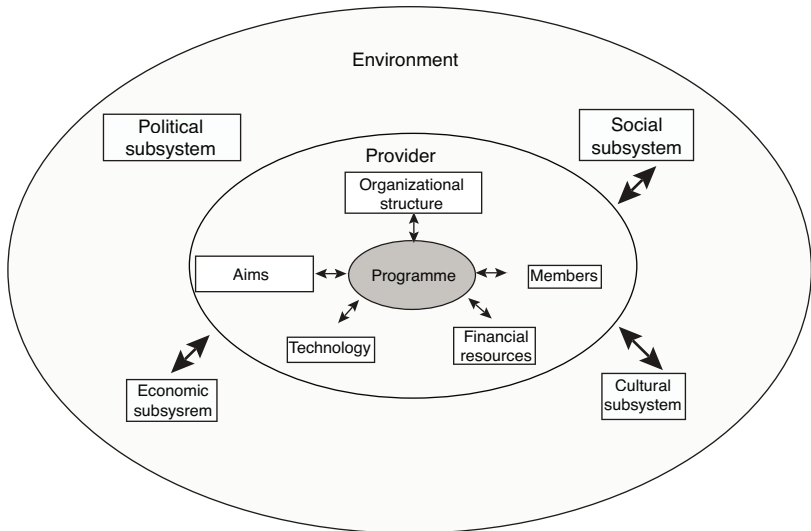 Environment
Political
subsystem
Social
subsystem
Provider
Organizational
structure
Aims
Programme
Members
Technology
Financial
resources
Economic
subsysrem
Cultural
subsystem